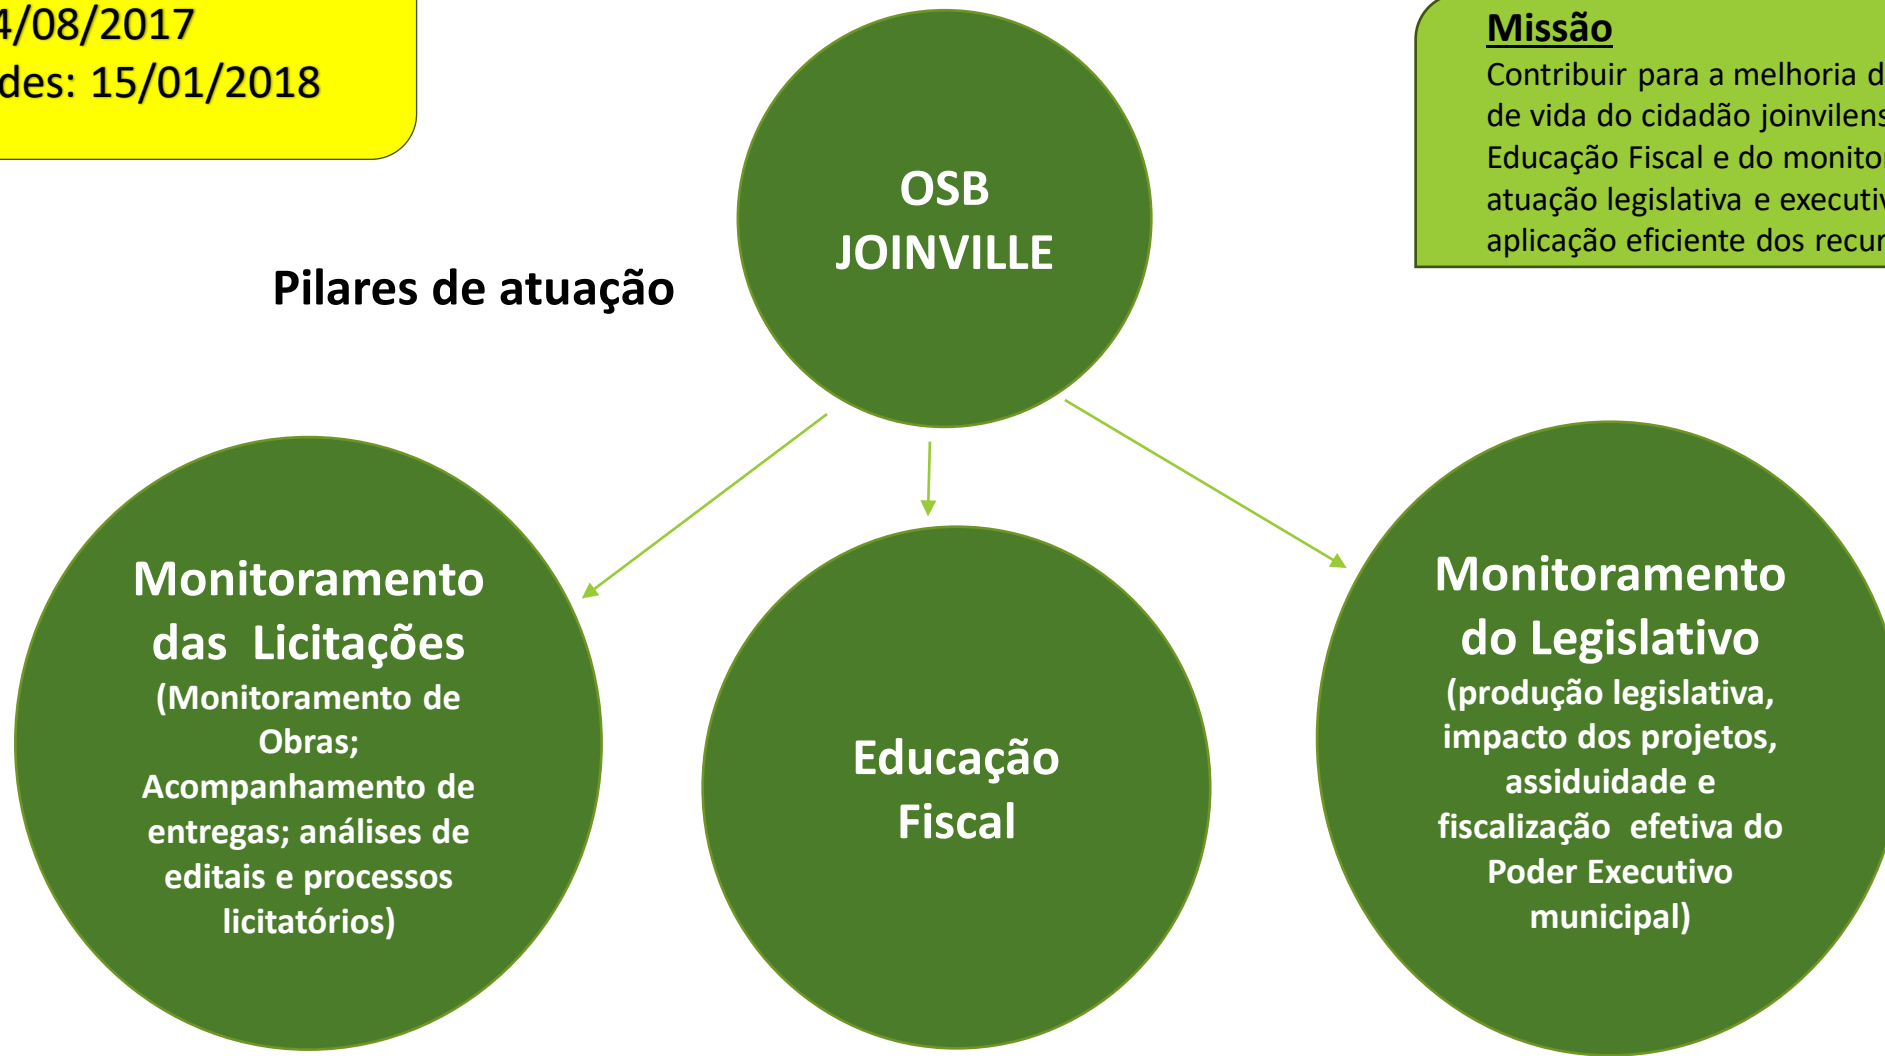 4/08/2017
des: 15/01/2018
Missão
Contribuir para a melhoria d
de vida do cidadão joinvilens
Educação Fiscal e do monitor
atuação legislativa e executiv
aplicação eficiente dos recur
OSB
JOINVILLE
Pilares de atuação
Monitoramento
das Licitações
(Monitoramento de
Obras;
Acompanhamento de
entregas; análises de
editais e processos
licitatórios)
Educação
Fiscal
Monitoramento
do Legislativo
(produção legislativa,
impacto dos projetos,
assiduidade e
fiscalização efetiva do
Poder Executivo
municipal)